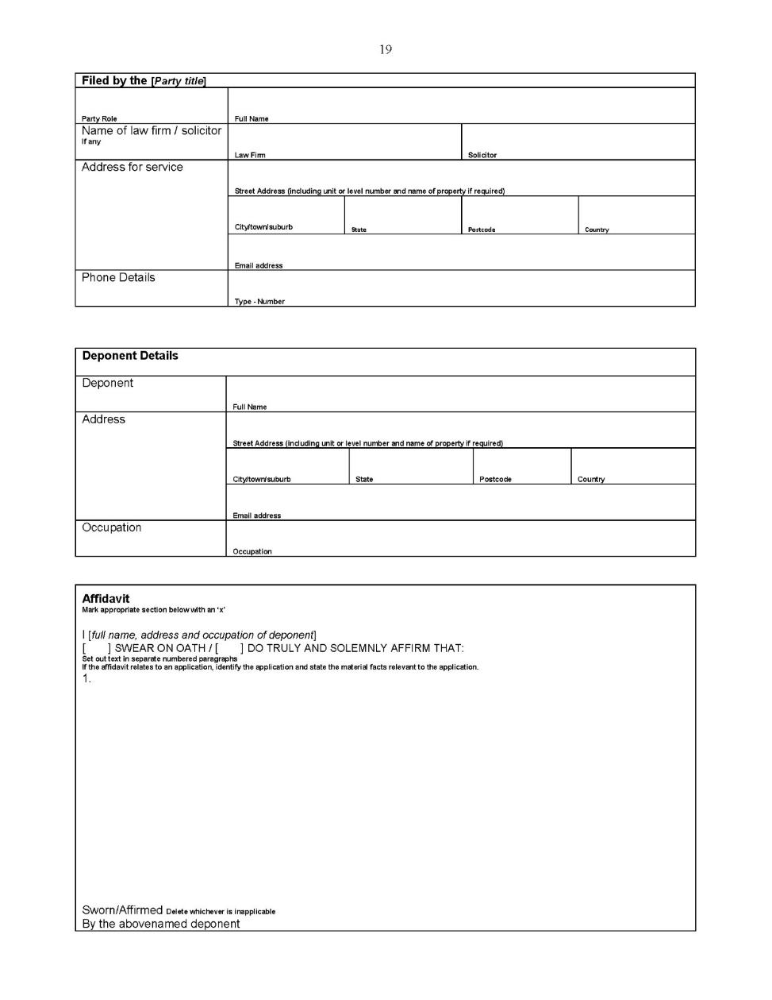 19
Filed by the [Party title]
Party Role
Full Name
Name of law firm / solicitor
If any
Law Firm
Solicitor
Address for service
Street Address (including unit or level number and name of property if required)
City/town/suburb
State
Postcode
Country
Email address
Phone Details
Type - Number
Deponent Details
Deponent
Full Name
Address
Street Address (including unit or level number and name of property if required)
City/town/suburb
State
Postcode
Country
Email address
Occupation
Occupation
Affidavit
Mark appropriate section below with an ‘x’
I [full name, address and occupation of deponent]
[ ] SWEAR ON OATH / [ ] DO TRULY AND SOLEMNLY AFFIRM THAT:
Set out text in separate numbered paragraphs
If the affidavit relates to an application, identify the application and state the material facts relevant to the application.
1.
Sworn/Affirmed Delete whichever is inapplicable
By the abovenamed deponent